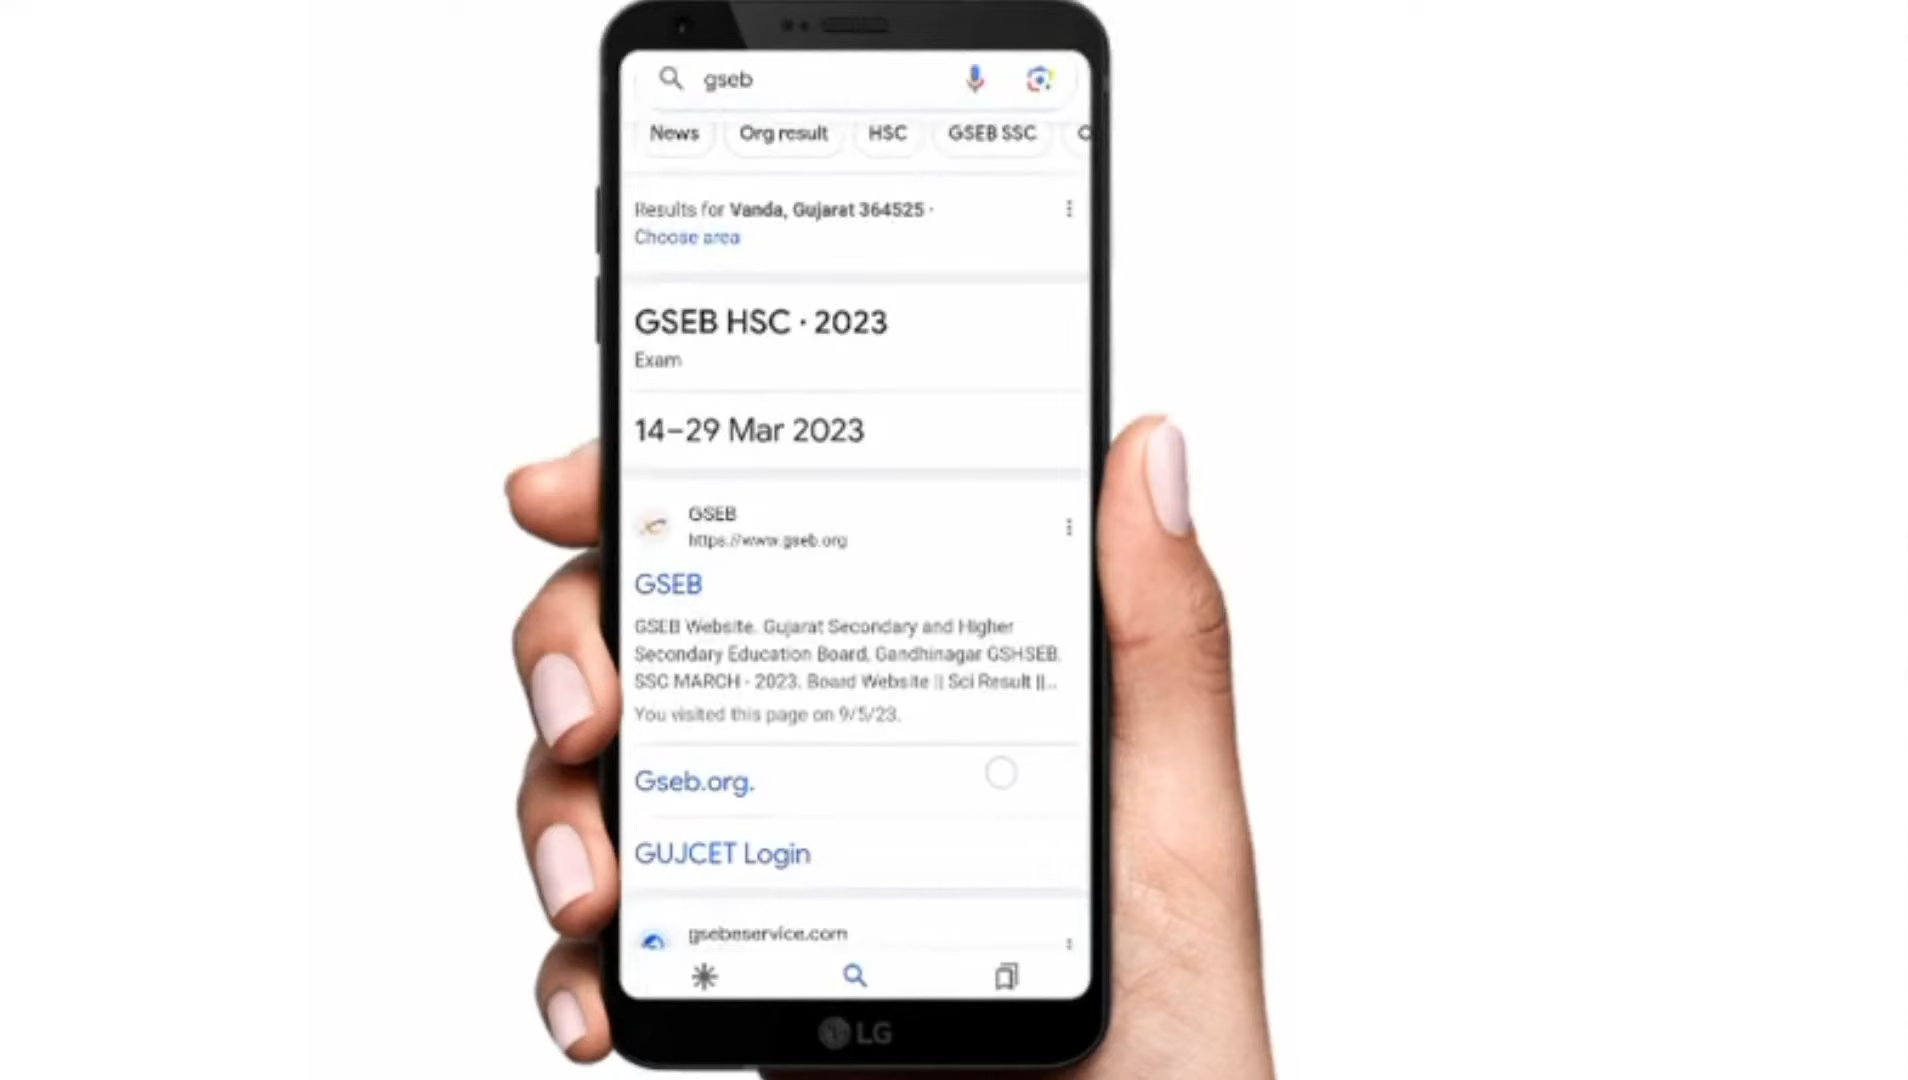 gseb
News Org result HSC GSEB SSC
Results for Vanda, Gujarat 364525 ·
Choose area
GSEB HSC · 2023
Exam
14–29 Mar 2023
GSEB
https://www.gseb.org
GSEB
GSEB Website. Gujarat Secondary and Higher
Secondary Education Board, Gandhinagar GSHSEB.
SSC MARCH - 2023. Board Website || Sci Result ||...
You visited this page on 9/5/23.
Gseb.org.
GUJCET Login
gsebeservice.com
LG